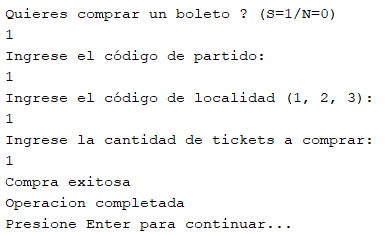 Quieres comprar un boleto ? (S=1/N=0)
1
Ingrese el código de partido:
1
Ingrese el código de localidad (1, 2, 3):
1
Ingrese la cantidad de tickets a comprar:
1
Compra exitosa
Operacion completada
Presione Enter para continuar...